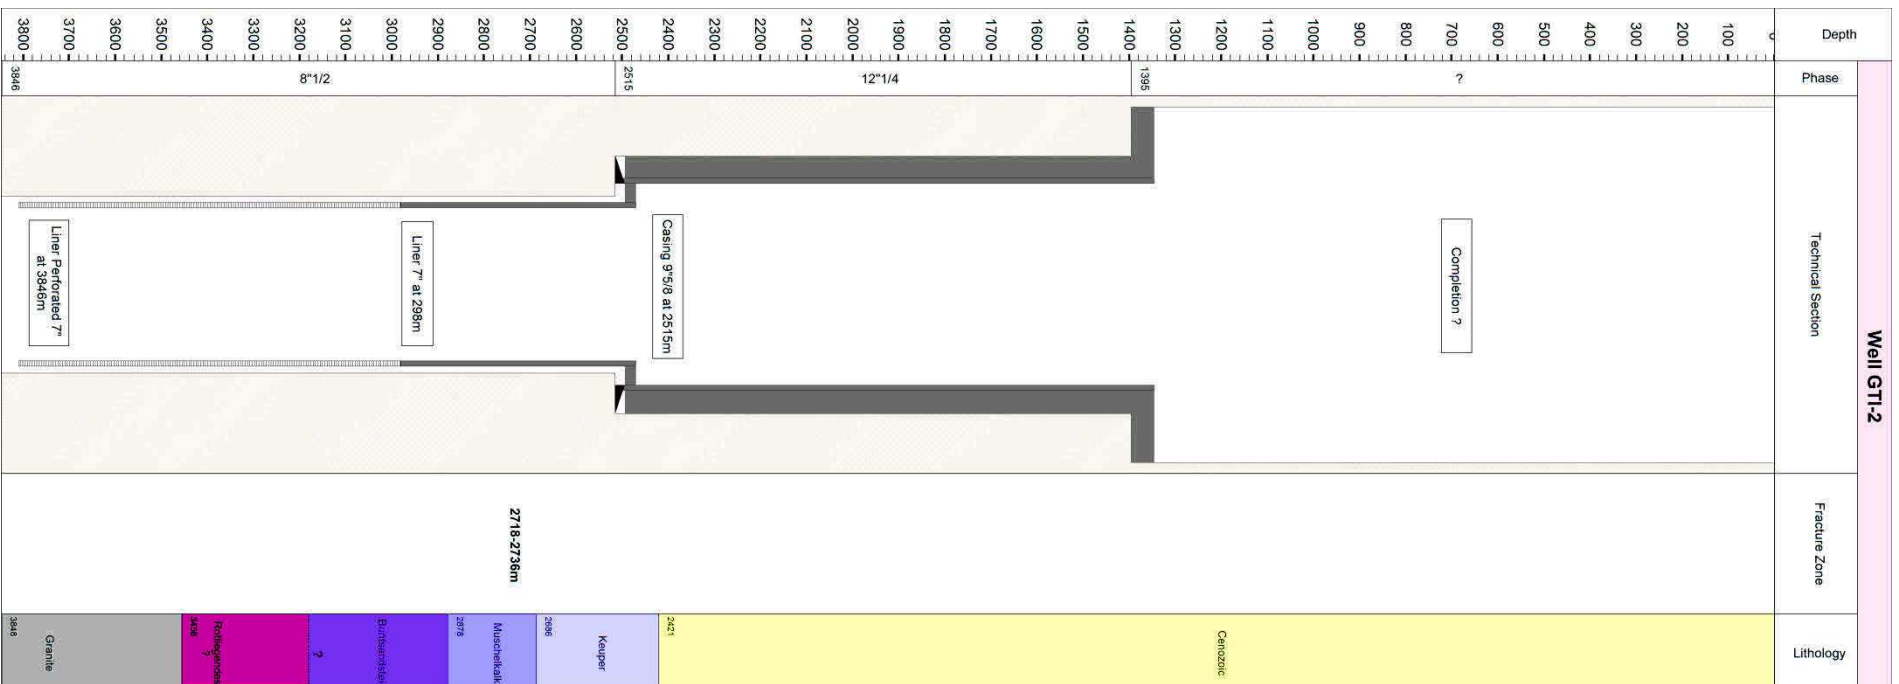 Well GTI-2
Depth
Phase
Technical Section
Fracture Zone
Lithology
100
200
300
400
500
600
700
800
900
1000
1100
1200
1300
1400
1500
1600
1700
1800
1900
2000
2100
2200
2300
2400
2500
2600
2700
2800
2900
3000
3100
3200
3300
3400
3500
3600
3700
3800
?
1395
12"1/4
2515
8"1/2
3846
Completion ?
Casing 9"5/8 at 2515m
Liner 7" at 298m
Liner Perforated 7"
at 3846m
2718-2736m
Cenozoic
2421
Keuper
2686
Muschelkalk
2878
Buntsandstei
?
Rotliegendes
?
3456
Granite